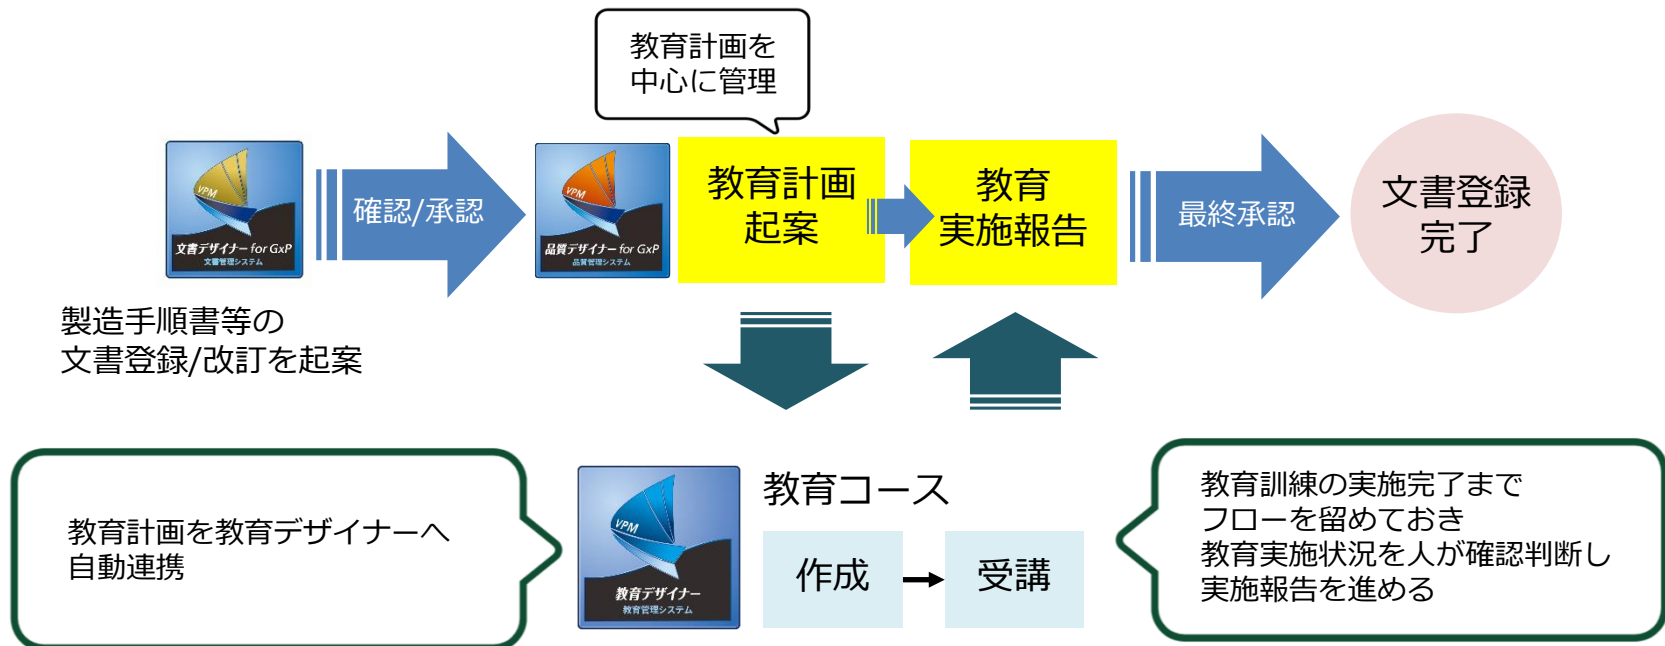 教育計画を
中心に管理
VPM
文書デザイナー for GxP
文書管理システム
確認/承認
VPM
品質デザイナー for GxP
品質管理システム
教育計画
起案
教育
実施報告
最終承認
文書登録
完了
製造手順書等の
文書登録/改訂を起案
教育計画を教育デザイナーへ
自動連携
VPM
教育デザイナー
教育管理システム
教育コース
作成
受講
教育訓練の実施完了まで
フローを留めておき
教育実施状況を人が確認判断し
実施報告を進める